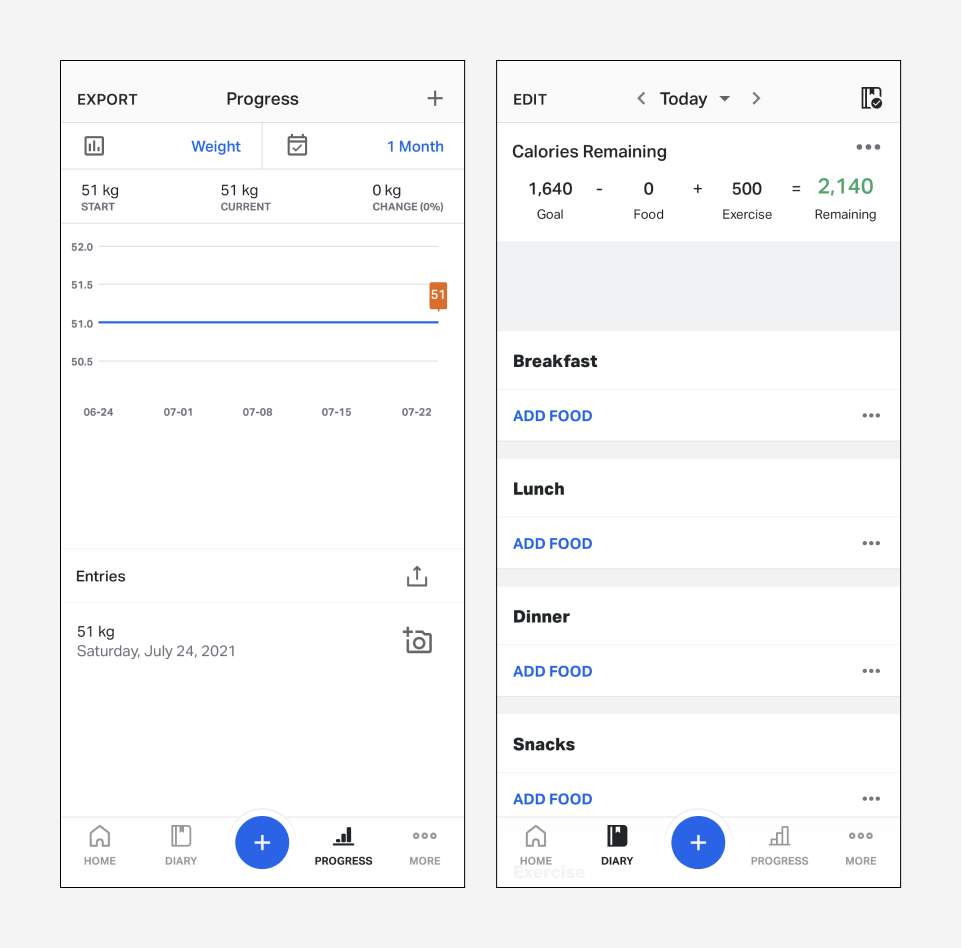 EXPORT Progress
Weight 1 Month
51 kg 51 kg 0 kg
START CURRENT CHANGE (0%)
52.0
51.5
51
51.0
50.5
06-24 07-01 07-08 07-15 07-22
Entries
51 kg
Saturday, July 24, 2021
+
HOME DIARY PROGRESS MORE
EDIT Today
Calories Remaining
1,640 - 0 + 500 = 2,140
Goal Food Exercise Remaining
Breakfast
ADD FOOD
Lunch
ADD FOOD
Dinner
ADD FOOD
Snacks
ADD FOOD
+
HOME DIARY PROGRESS MORE
Exercise